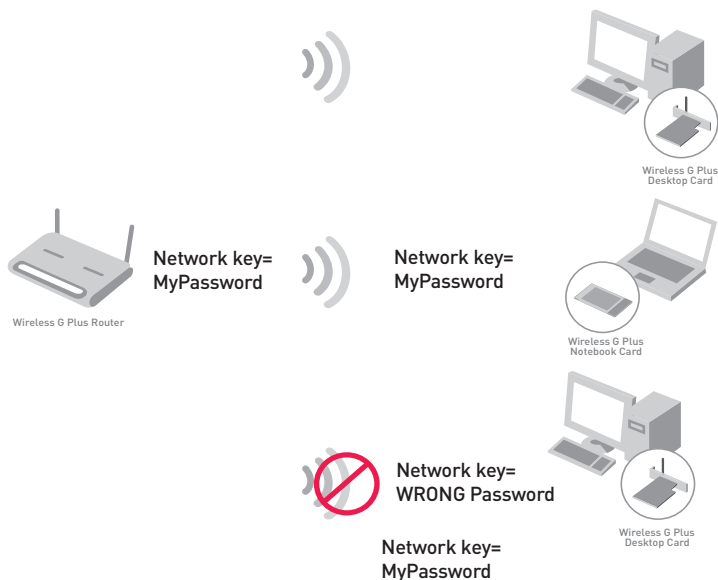 Wireless G Plus
Desktop Card
Network key=
MyPassword
Wireless G Plus Router
Network key=
MyPassword
Wireless G Plus
Notebook Card
Network key=
WRONG Password
Wireless G Plus
Desktop Card
Network key=
MyPassword